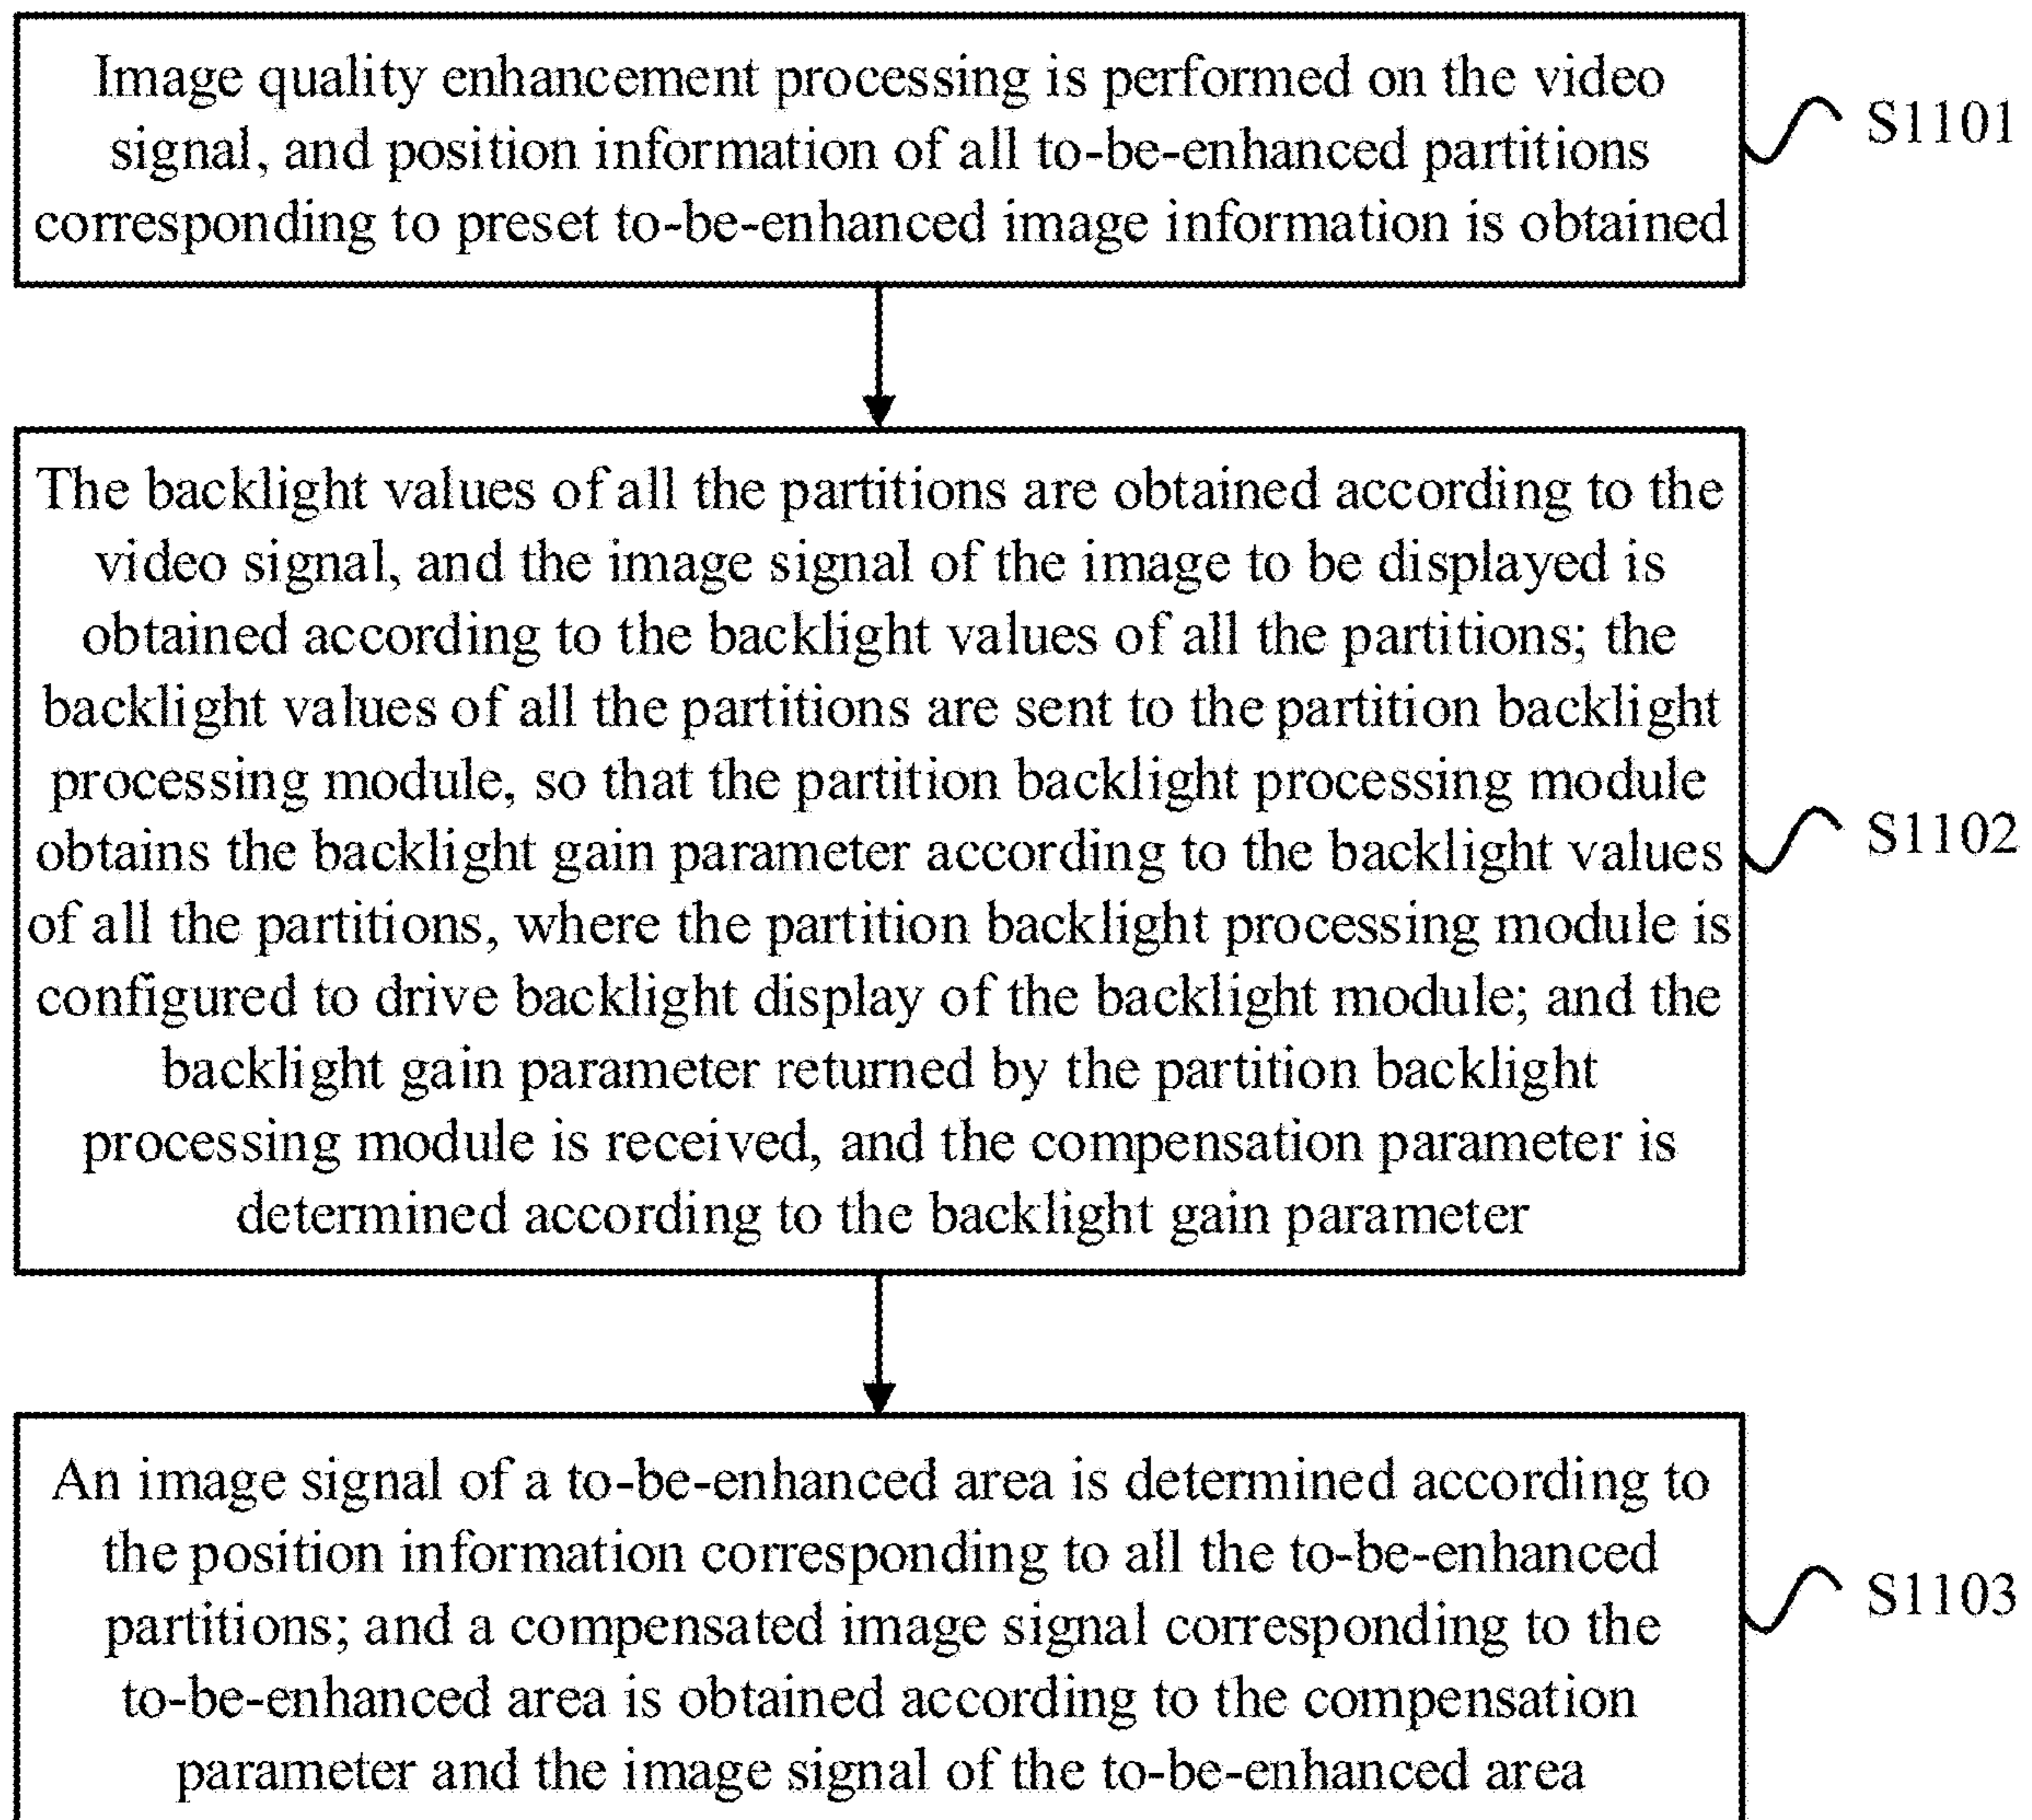 Image quality enhancement processing is performed on the video
signal, and position information of all to-be-enhanced partitions
corresponding to preset to-be-enhanced image information is obtained
S1101
The backlight values of all the partitions are obtained according to the
video signal, and the image signal of the image to be displayed is
obtained according to the backlight values of all the partitions; the
backlight values of all the partitions are sent to the partition backlight
processing module, so that the partition backlight processing module
obtains the backlight gain parameter according to the backlight values
of all the partitions, where the partition backlight processing module is
configured to drive backlight display of the backlight module; and the
backlight gain parameter returned by the partition backlight
processing module is received, and the compensation parameter is
determined according to the backlight gain parameter
S1102
An image signal of a to-be-enhanced area is determined according to
the position information corresponding to all the to-be-enhanced
partitions; and a compensated image signal corresponding to the
to-be-enhanced area is obtained according to the compensation
parameter and the image signal of the to-be-enhanced area
S1103